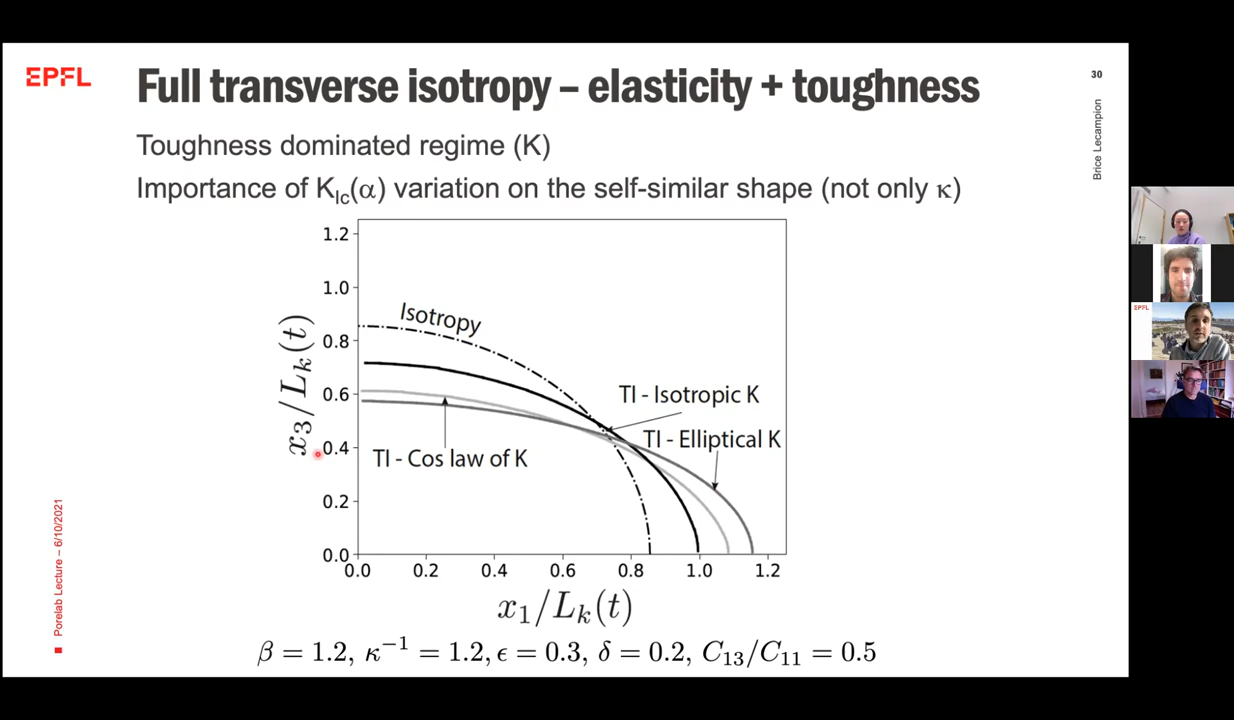 EPFL
Full transverse isotropy – elasticity + toughness
30
Brice Lecampion
Toughness dominated regime (K)
Importance of K_Ic(α) variation on the self-similar shape (not only κ)
1.2
1.0
0.8
0.6
0.4
0.2
0.0
x_3/L_k(t)
Isotropy
TI - Isotropic K
TI - Elliptical K
TI - Cos law of K
0.0 0.2 0.4 0.6 0.8 1.0 1.2
x_1/L_k(t)
β = 1.2, κ^{-1} = 1.2, ϵ = 0.3, δ = 0.2, C_13/C_11 = 0.5
Porelab Lecture – 6/10/2021
EPFL